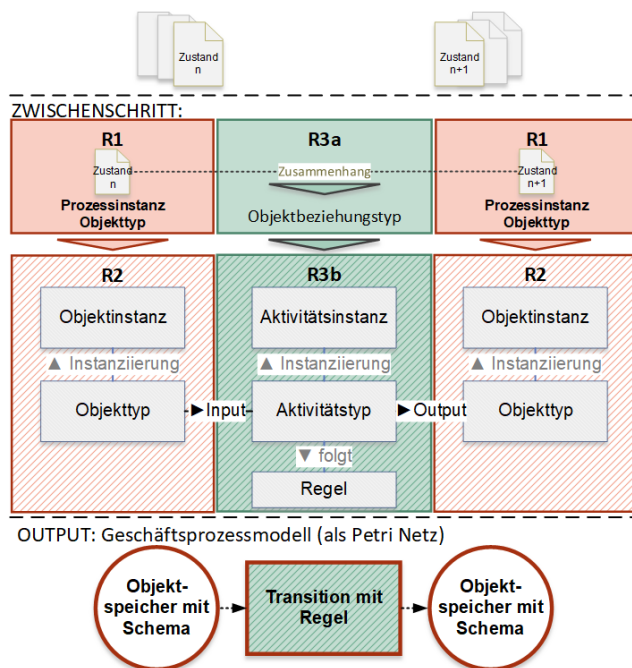 Zustand
n
Zustand
n+1
ZWISCHENSCHRITT:
R1
Zustand
n
Prozessinstanz
Objekttyp
R3a
Zusammenhang
Objektbeziehungstyp
R1
Zustand
n+1
Prozessinstanz
Objekttyp
R2
Objektinstanz
▲ Instanziierung
Objekttyp
►Input
R3b
Aktivitätsinstanz
▲ Instanziierung
Aktivitätstyp
▼ folgt
Regel
►Output
R2
Objektinstanz
▲ Instanziierung
Objekttyp
OUTPUT: Geschäftsprozessmodell (als Petri Netz)
Objekt-
speicher mit
Schema
Transition mit
Regel
Objekt-
speicher mit
Schema